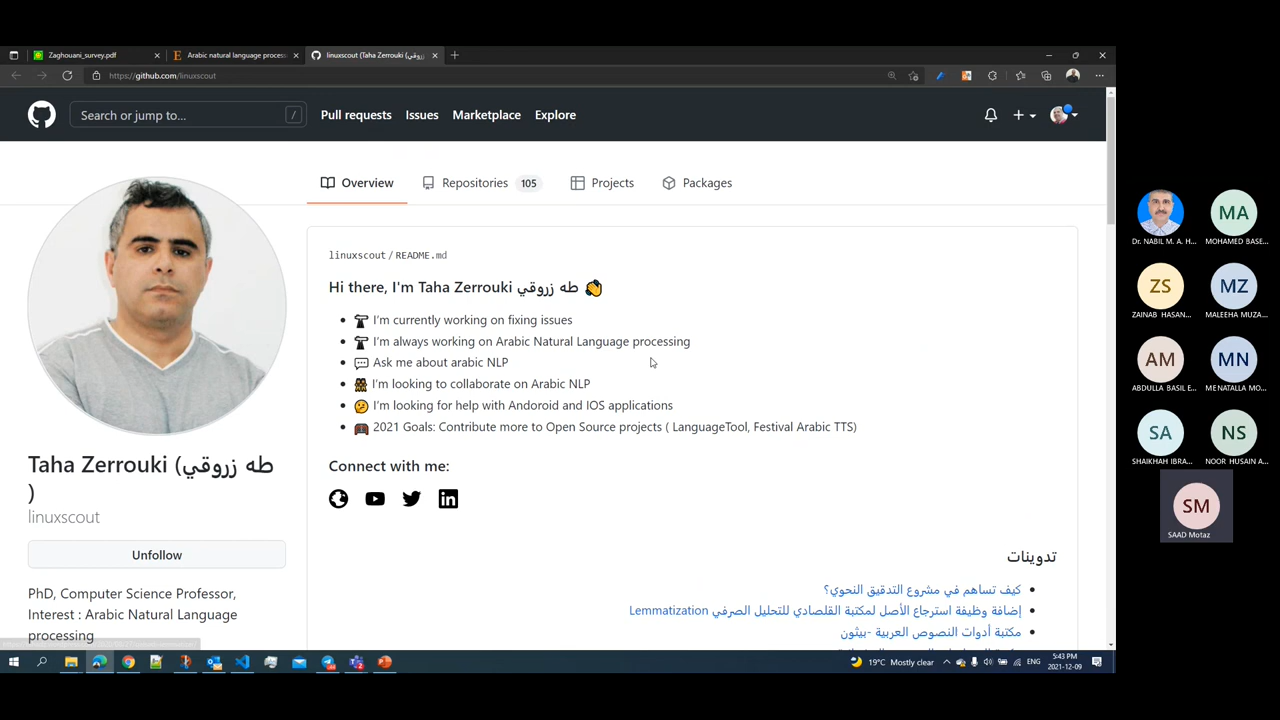 Zaghouani_survey.pdf
Arabic natural language process
linuxscout (Taha Zerrouki (طه زروقي
https://github.com/linuxscout
Search or jump to...
/
Pull requests
Issues
Marketplace
Explore
Overview
Repositories 105
Projects
Packages
linuxscout / README.md
Hi there, I'm Taha Zerrouki طه زروقي 👋
I'm currently working on fixing issues
I'm always working on Arabic Natural Language processing
Ask me about arabic NLP
I'm looking to collaborate on Arabic NLP
I'm looking for help with Andoroid and IOS applications
2021 Goals: Contribute more to Open Source projects ( LanguageTool, Festival Arabic TTS)
Connect with me:
تدوينات
كيف تساهم في مشروع التدقيق النحوي؟
إضافة وظيفة استرجاع الأصل لمكتبة القلصادي للتحليل الصرفي Lemmatization
مكتبة أدوات النصوص العربية -بيثون
Taha Zerrouki (طه زروقي
)
linuxscout
Unfollow
PhD, Computer Science Professor,
Interest : Arabic Natural Language
processing
19°C Mostly clear
ENG
5:43 PM
2021-12-09
Dr. NABIL M. A. H...
MA
MOHAMED BASE...
ZS
ZAINAB HASAN...
MZ
MALEEHA MUZA...
AM
ABDULLA BASIL E...
MN
MENATALLA MO...
SA
SHAIKHAH IBRA...
NS
NOOR HUSAIN A...
SM
SAAD Motaz